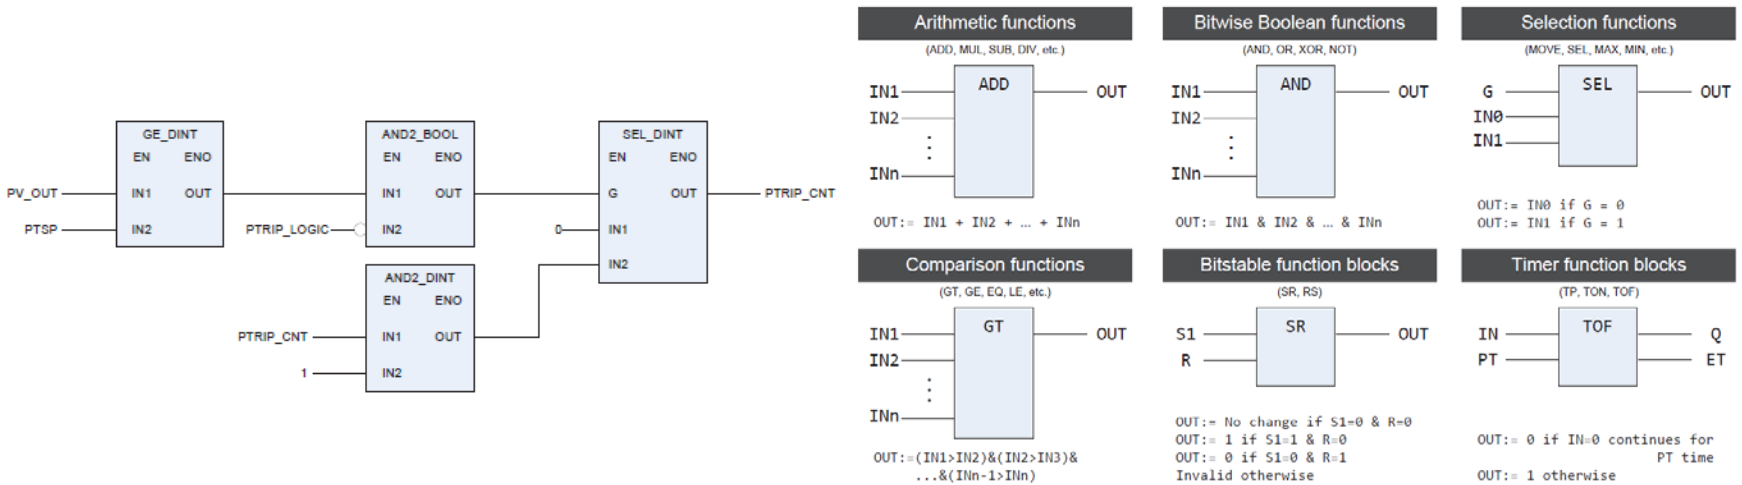 GE_DINT
EN ENO
PV_OUT IN1 OUT
PTSP IN2
AND2_BOOL
EN ENO
IN1 OUT
PTRIP_LOGIC IN2
AND2_DINT
EN ENO
PTRIP_CNT IN1 OUT
1 IN2
SEL_DINT
EN ENO
G OUT PTRIP_CNT
0 IN1
IN2
Arithmetic functions
(ADD, MUL, SUB, DIV, etc.)
ADD
IN1 OUT
IN2
⋮
INn
OUT:= IN1 + IN2 + … + INn
Bitwise Boolean functions
(AND, OR, XOR, NOT)
AND
IN1 OUT
IN2
⋮
INn
OUT:= IN1 & IN2 & … & INn
Selection functions
(MOVE, SEL, MAX, MIN, etc.)
SEL
G OUT
IN0
IN1
OUT:= IN0 if G = 0
OUT:= IN1 if G = 1
Comparison functions
(GT, GE, EQ, LE, etc.)
GT
IN1 OUT
IN2
⋮
INn
OUT:=(IN1>IN2)&(IN2>IN3)&
...&(INn-1>INn)
Bitstable function blocks
(SR, RS)
SR
S1 OUT
R
OUT:= No change if S1=0 & R=0
OUT:= 1 if S1=1 & R=0
OUT:= 0 if S1=0 & R=1
Invalid otherwise
Timer function blocks
(TP, TON, TOF)
TOF
IN Q
PT ET
OUT:= 0 if IN=0 continues for
PT time
OUT:= 1 otherwise